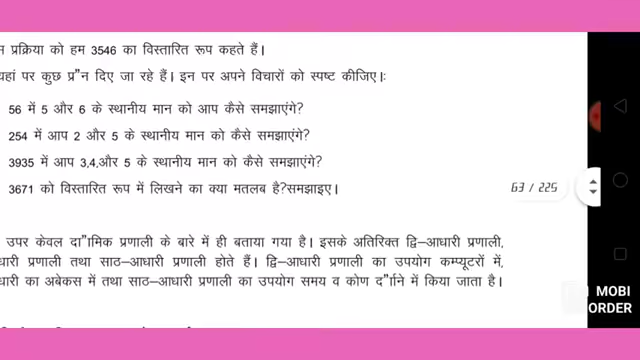 प्रक्रिया को हम 3546 का विस्तारित रूप कहते हैं।
यहां पर कुछ प्र"न दिए जा रहे हैं। इन पर अपने विचारों को स्पष्ट कीजिए।ः
56 में 5 और 6 के स्थानीय मान को आप कैसे समझाएंगे?
254 में आप 2 और 5 के स्थानीय मान को कैसे समझाएंगे?
3935 में आप 3,4,और 5 के स्थानीय मान को कैसे समझाएंगे?
3671 को विस्तारित रूप में लिखने का क्या मतलब है?समझाइए।
63 / 225
उपर केवल दा"ामिक प्रणाली के बारे में ही बताया गया है। इसके अतिरिक्त द्वि–आधारी प्रणाली,
धारी प्रणाली तथा साठ–आधारी प्रणाली होते हैं। द्वि–आधारी प्रणाली का उपयोग कम्प्यूटरों में,
धारी का अबेकस में तथा साठ–आधारी प्रणाली का उपयोग समय व कोण द"ार्ाने में किया जाता है।
MOBI
ORDER